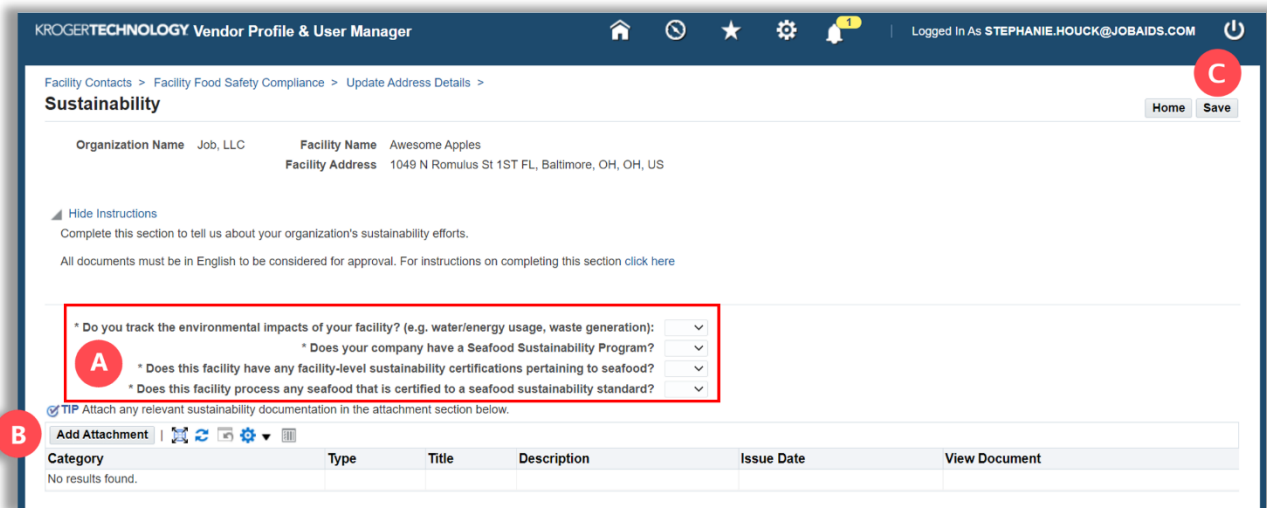 KROGERTECHNOLOGY. Vendor Profile & User Manager
1
Logged In As STEPHANIE.HOUCK@JOBAIDS.COM
Facility Contacts > Facility Food Safety Compliance > Update Address Details >
C
Sustainability
Home Save
Organization Name Job, LLC Facility Name Awesome Apples
Facility Address 1049 N Romulus St 1ST FL, Baltimore, OH, OH, US
Hide Instructions
Complete this section to tell us about your organization's sustainability efforts.
All documents must be in English to be considered for approval. For instructions on completing this section click here
* Do you track the environmental impacts of your facility? (e.g. water/energy usage, waste generation):
* Does your company have a Seafood Sustainability Program?
A
* Does this facility have any facility-level sustainability certifications pertaining to seafood?
* Does this facility process any seafood that is certified to a seafood sustainability standard?
TIP Attach any relevant sustainability documentation in the attachment section below.
B
Add Attachment
Category Type Title Description Issue Date View Document
No results found.